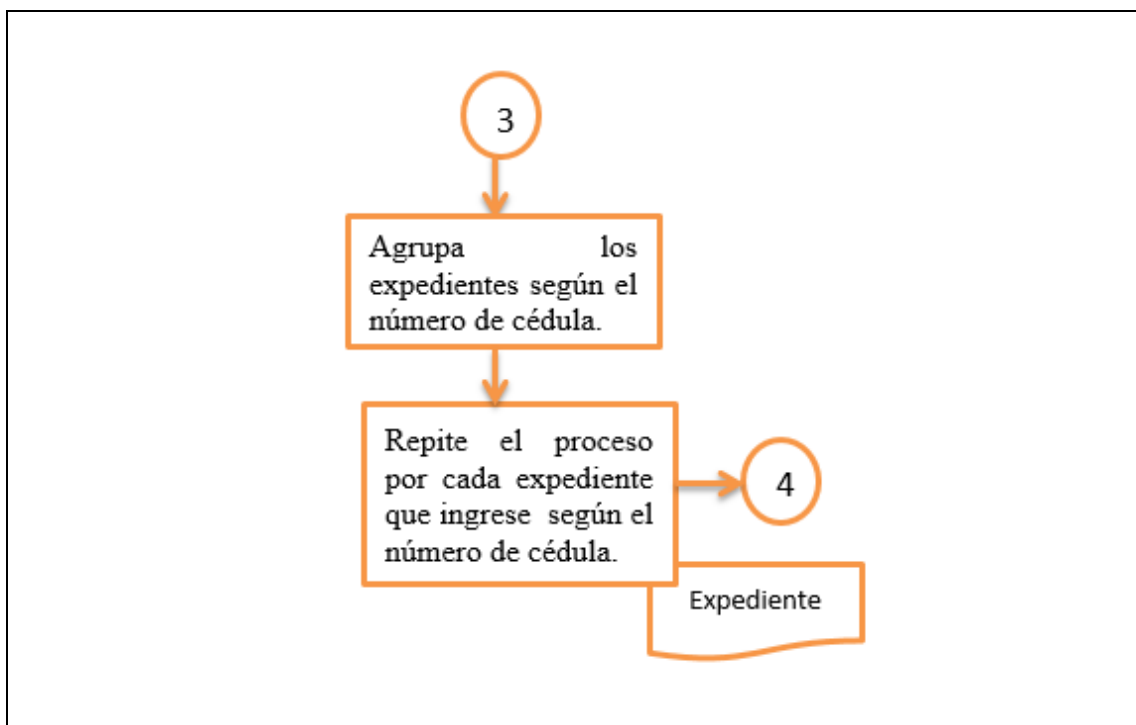 3
Agrupa los
expedientes según el
número de cédula.
Repite el proceso
por cada expediente
que ingrese según el
número de cédula.
4
Expediente